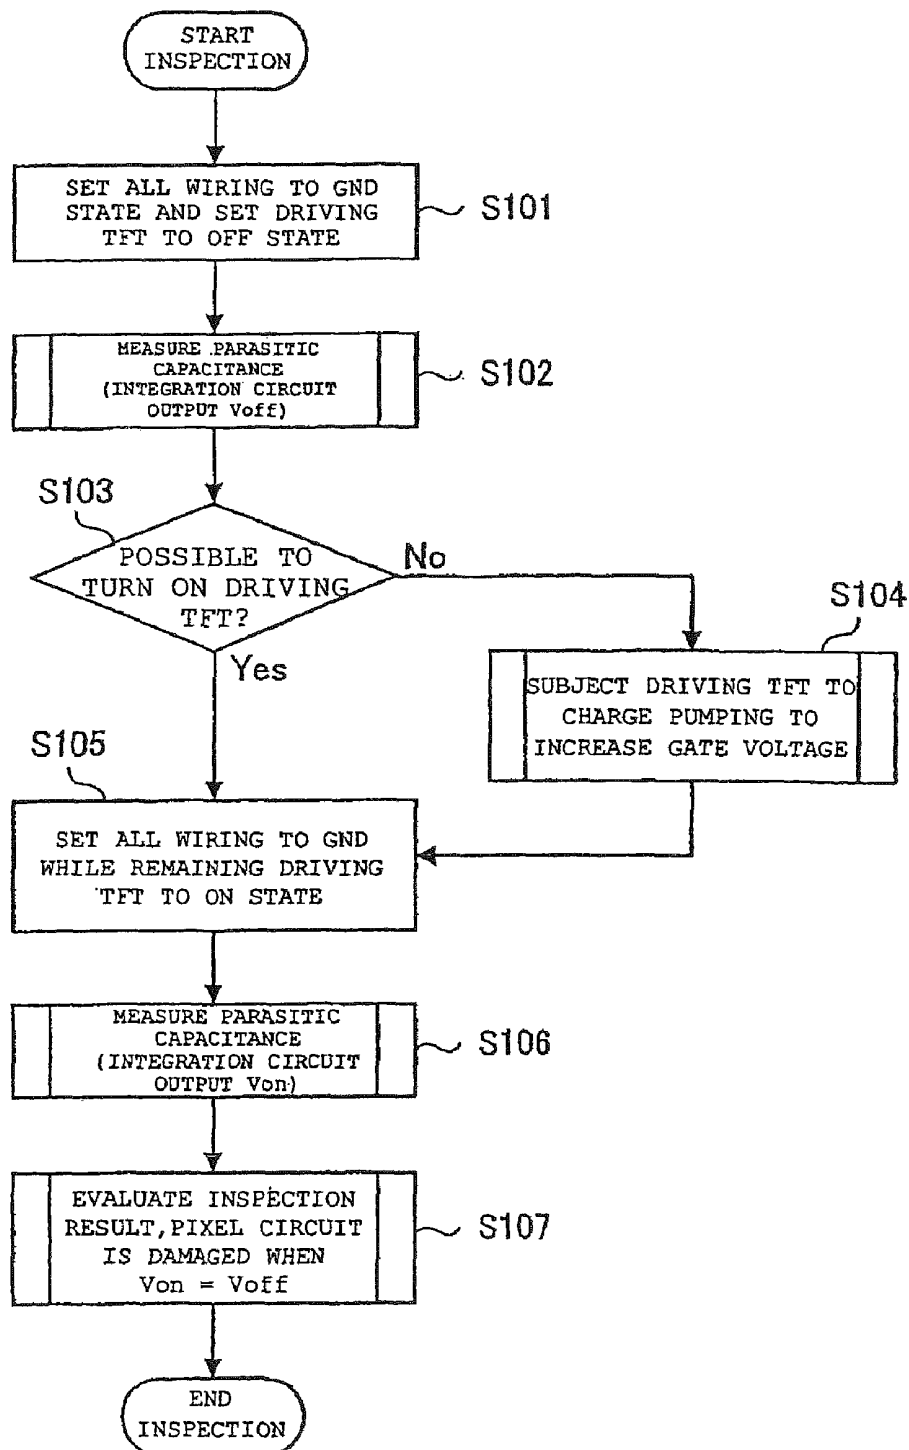 START
INSPECTION
SET ALL WIRING TO GND
STATE AND SET DRIVING
TFT TO OFF STATE
S101
MEASURE PARASITIC
CAPACITANCE
(INTEGRATION CIRCUIT
OUTPUT Voff)
S102
S103
POSSIBLE TO
TURN ON DRIVING
TFT?
No
Yes
S104
SUBJECT DRIVING TFT TO
CHARGE PUMPING TO
INCREASE GATE VOLTAGE
S105
SET ALL WIRING TO GND
WHILE REMAINING DRIVING
TFT TO ON STATE
MEASURE PARASITIC
CAPACITANCE
(INTEGRATION CIRCUIT
OUTPUT Von)
S106
EVALUATE INSPECTION
RESULT, PIXEL CIRCUIT
IS DAMAGED WHEN
Von = Voff
S107
END
INSPECTION